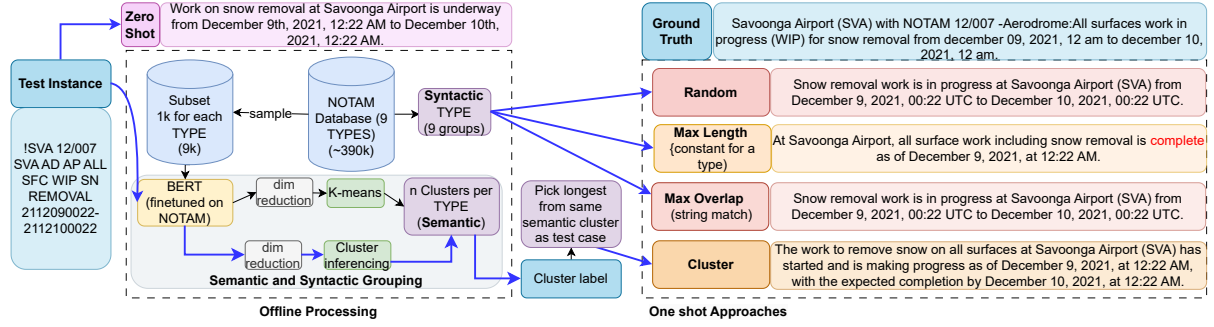 Zero
Shot
Work on snow removal at Savoonga Airport is underway
from December 9th, 2021, 12:22 AM to December 10th,
2021, 12:22 AM.
Ground
Truth
Savoonga Airport (SVA) with NOTAM 12/007 -Aerodrome:All surfaces work in
progress (WIP) for snow removal from december 09, 2021, 12 am to december 10,
2021, 12 am.
Test Instance
!SVA 12/007
SVA AD AP ALL
SFC WIP SN
REMOVAL
2112090022-
2112100022
Subset
1k for each
TYPE
(9k)
sample
NOTAM
Database (9
TYPES)
(~390k)
Syntactic
TYPE
(9 groups)
BERT
(finetuned on
NOTAM)
dim
reduction
K-means
n Clusters per
TYPE
(Semantic)
dim
reduction
Cluster
inferencing
Semantic and Syntactic Grouping
Offline Processing
Pick longest
from same
semantic cluster
as test case
Cluster label
Random
Snow removal work is in progress at Savoonga Airport (SVA) from
December 9, 2021, 00:22 UTC to December 10, 2021, 00:22 UTC.
Max Length
{constant for a
type)
At Savoonga Airport, all surface work including snow removal is complete
as of December 9, 2021, at 12:22 AM.
Max Overlap
(string match)
Snow removal work is in progress at Savoonga Airport (SVA) from
December 9, 2021, 00:22 UTC to December 10, 2021, 00:22 UTC.
Cluster
The work to remove snow on all surfaces at Savoonga Airport (SVA) has
started and is making progress as of December 9, 2021, at 12:22 AM,
with the expected completion by December 10, 2021, at 12:22 AM.
One shot Approaches